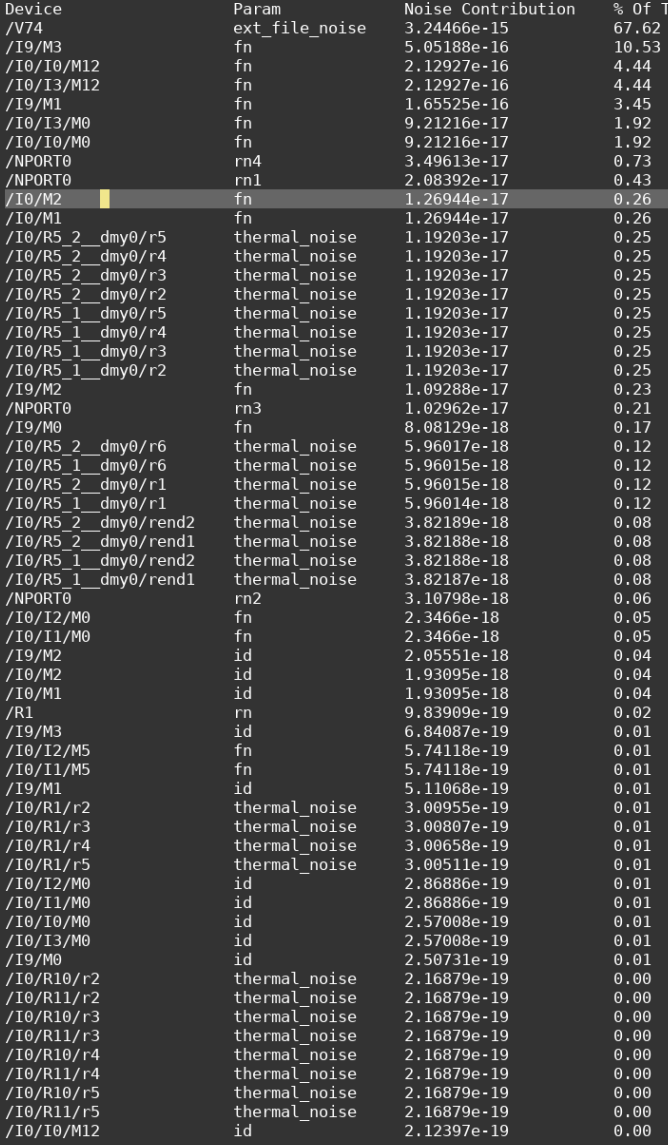 Device Param Noise Contribution % Of T
/V74 ext_file_noise 3.24466e-15 67.62
/I9/M3 fn 5.05188e-16 10.53
/I0/I0/M12 fn 2.12927e-16 4.44
/I0/I3/M12 fn 2.12927e-16 4.44
/I9/M1 fn 1.65525e-16 3.45
/I0/I3/M0 fn 9.21216e-17 1.92
/I0/I0/M0 fn 9.21216e-17 1.92
/NPORT0 rn4 3.49613e-17 0.73
/NPORT0 rn1 2.08392e-17 0.43
/I0/M2 fn 1.26944e-17 0.26
/I0/M1 fn 1.26944e-17 0.26
/I0/R5_2__dmy0/r5 thermal_noise 1.19203e-17 0.25
/I0/R5_2__dmy0/r4 thermal_noise 1.19203e-17 0.25
/I0/R5_2__dmy0/r3 thermal_noise 1.19203e-17 0.25
/I0/R5_2__dmy0/r2 thermal_noise 1.19203e-17 0.25
/I0/R5_1__dmy0/r5 thermal_noise 1.19203e-17 0.25
/I0/R5_1__dmy0/r4 thermal_noise 1.19203e-17 0.25
/I0/R5_1__dmy0/r3 thermal_noise 1.19203e-17 0.25
/I0/R5_1__dmy0/r2 thermal_noise 1.19203e-17 0.25
/I9/M2 fn 1.09288e-17 0.23
/NPORT0 rn3 1.02962e-17 0.21
/I9/M0 fn 8.08129e-18 0.17
/I0/R5_2__dmy0/r6 thermal_noise 5.96017e-18 0.12
/I0/R5_1__dmy0/r6 thermal_noise 5.96015e-18 0.12
/I0/R5_2__dmy0/r1 thermal_noise 5.96015e-18 0.12
/I0/R5_1__dmy0/r1 thermal_noise 5.96014e-18 0.12
/I0/R5_2__dmy0/rend2 thermal_noise 3.82189e-18 0.08
/I0/R5_2__dmy0/rend1 thermal_noise 3.82188e-18 0.08
/I0/R5_1__dmy0/rend2 thermal_noise 3.82188e-18 0.08
/I0/R5_1__dmy0/rend1 thermal_noise 3.82187e-18 0.08
/NPORT0 rn2 3.10798e-18 0.06
/I0/I2/M0 fn 2.3466e-18 0.05
/I0/I1/M0 fn 2.3466e-18 0.05
/I9/M2 id 2.05551e-18 0.04
/I0/M2 id 1.93095e-18 0.04
/I0/M1 id 1.93095e-18 0.04
/R1 rn 9.83909e-19 0.02
/I9/M3 id 6.84087e-19 0.01
/I0/I2/M5 fn 5.74118e-19 0.01
/I0/I1/M5 fn 5.74118e-19 0.01
/I9/M1 id 5.11068e-19 0.01
/I0/R1/r2 thermal_noise 3.00955e-19 0.01
/I0/R1/r3 thermal_noise 3.00807e-19 0.01
/I0/R1/r4 thermal_noise 3.00658e-19 0.01
/I0/R1/r5 thermal_noise 3.00511e-19 0.01
/I0/I2/M0 id 2.86886e-19 0.01
/I0/I1/M0 id 2.86886e-19 0.01
/I0/I0/M0 id 2.57008e-19 0.01
/I0/I3/M0 id 2.57008e-19 0.01
/I9/M0 id 2.50731e-19 0.01
/I0/R10/r2 thermal_noise 2.16879e-19 0.00
/I0/R11/r2 thermal_noise 2.16879e-19 0.00
/I0/R10/r3 thermal_noise 2.16879e-19 0.00
/I0/R11/r3 thermal_noise 2.16879e-19 0.00
/I0/R10/r4 thermal_noise 2.16879e-19 0.00
/I0/R11/r4 thermal_noise 2.16879e-19 0.00
/I0/R10/r5 thermal_noise 2.16879e-19 0.00
/I0/R11/r5 thermal_noise 2.16879e-19 0.00
/I0/I0/M12 id 2.12397e-19 0.00